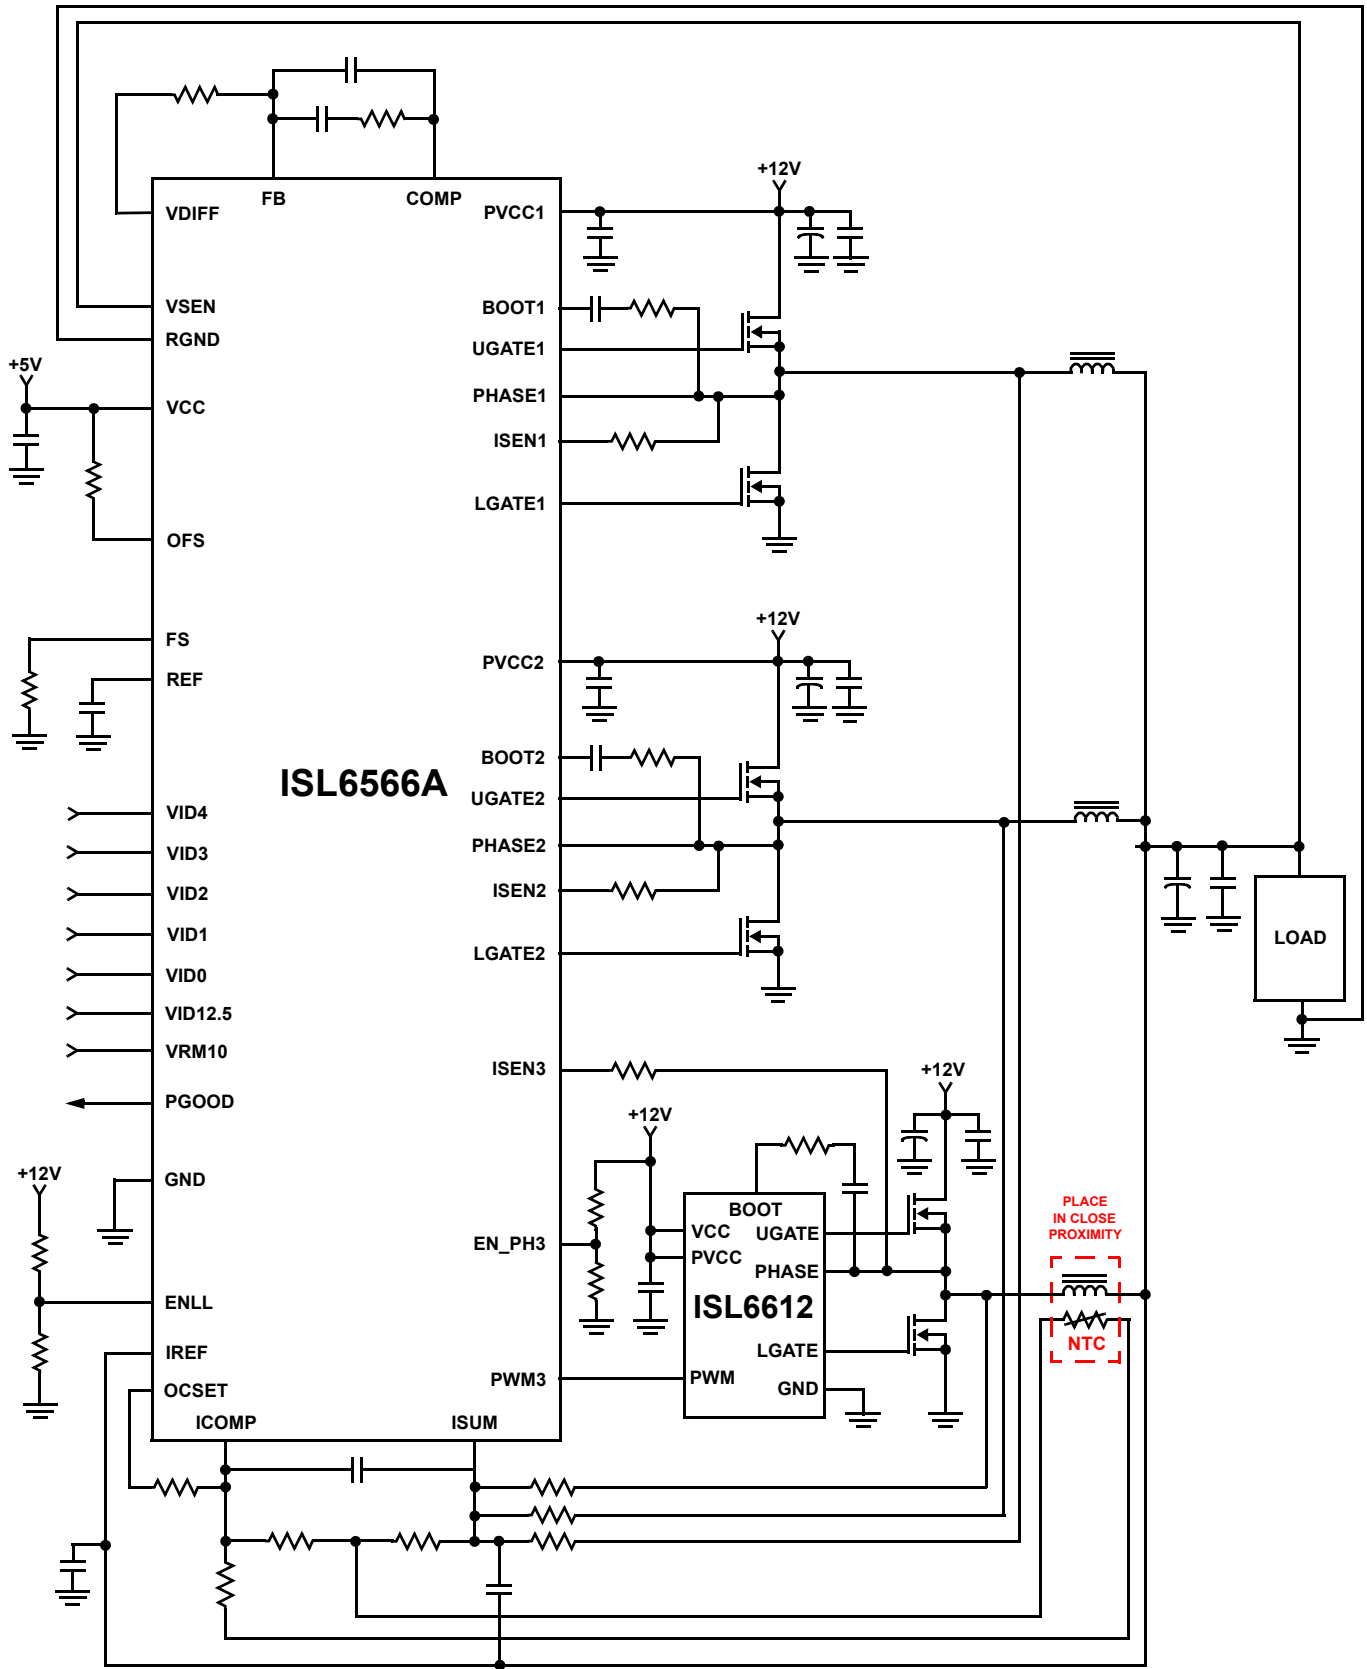 FB
COMP
+12V
VDIFF
PVCC1
VSEN
BOOT1
RGND
UGATE1
+5V
PHASE1
VCC
ISEN1
LGATE1
OFS
+12V
FS
PVCC2
REF
BOOT2
ISL6566A
UGATE2
VID4
PHASE2
VID3
ISEN2
VID2
VID1
LGATE2
LOAD
VID0
VID12.5
VRM10
ISEN3
+12V
PGOOD
+12V
+12V
GND
PLACE
IN CLOSE
PROXIMITY
BOOT
VCC
UGATE
EN_PH3
PVCC
PHASE
ISL6612
ENLL
NTC
IREF
LGATE
OCSET
PWM3
PWM
GND
ICOMP
ISUM